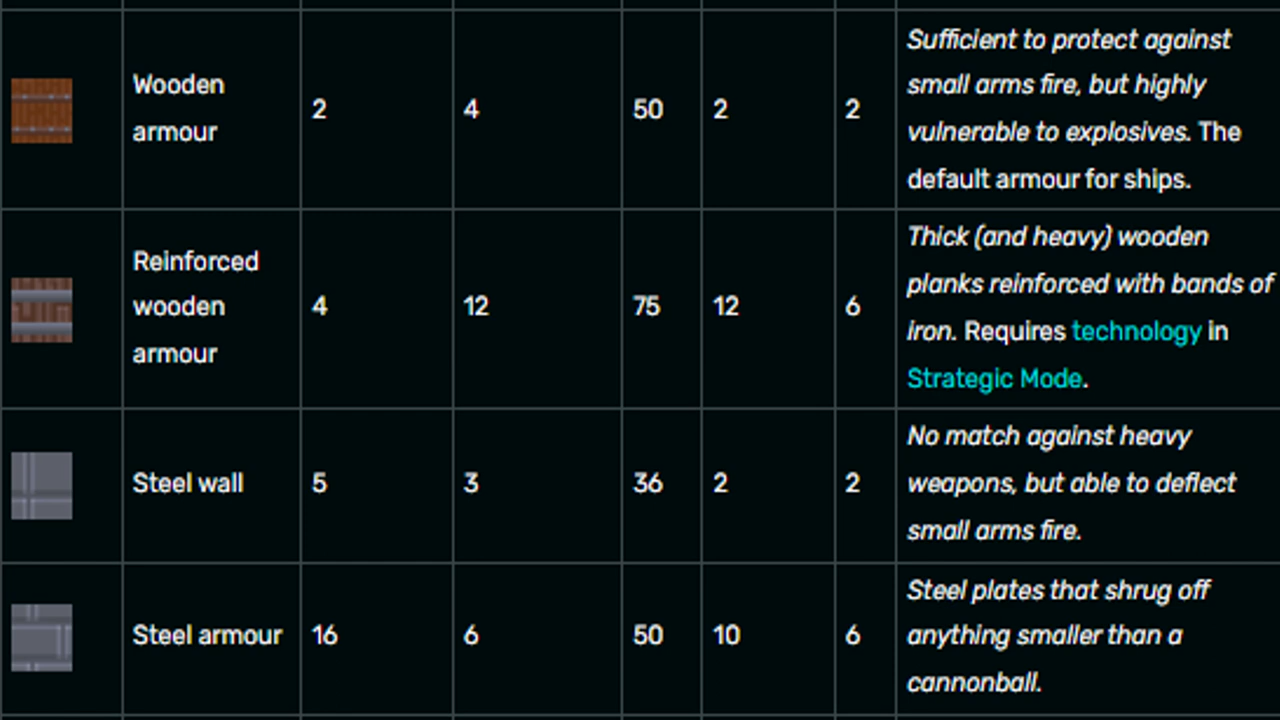 Wooden
armour
2
4
50
2
2
Sufficient to protect against
small arms fire, but highly
vulnerable to explosives. The
default armour for ships.
Reinforced
wooden
armour
4
12
75
12
6
Thick (and heavy) wooden
planks reinforced with bands of
iron. Requires technology in
Strategic Mode.
Steel wall
5
3
36
2
2
No match against heavy
weapons, but able to deflect
small arms fire.
Steel armour
16
6
50
10
6
Steel plates that shrug off
anything smaller than a
cannonball.